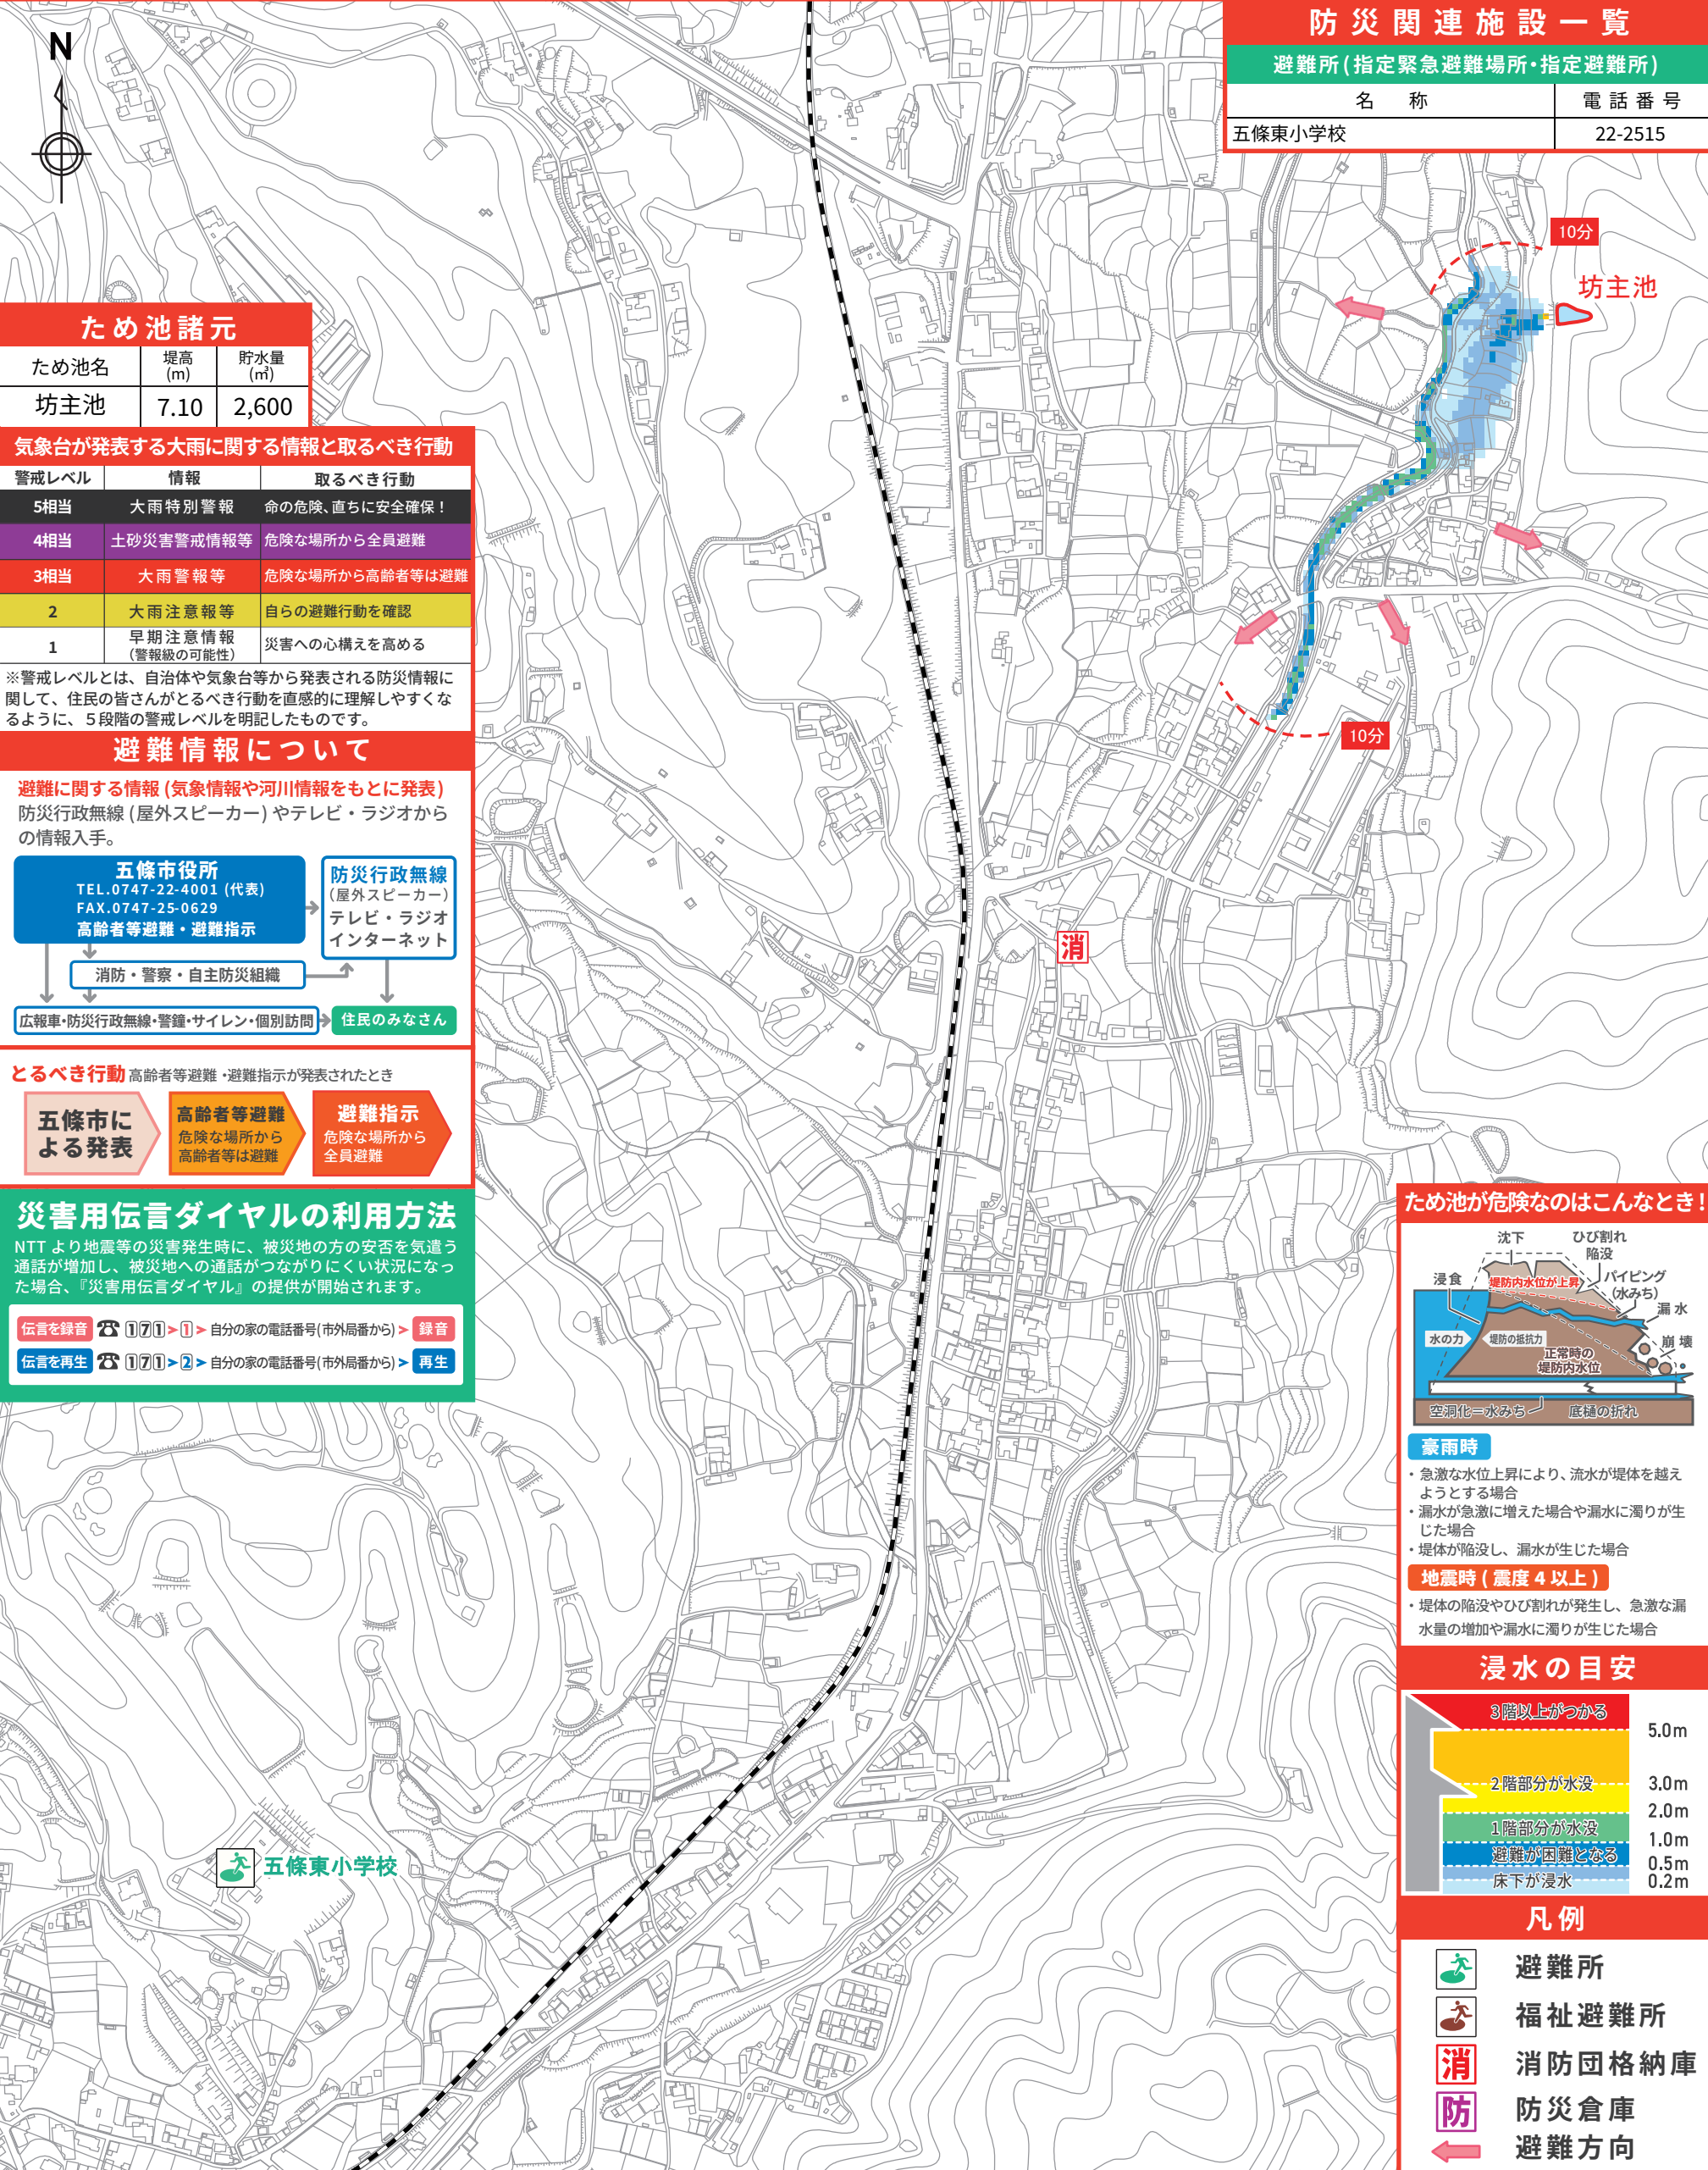 N
防災関連施設一覧
避難所(指定緊急避難場所・指定避難所)
名　称
電話番号
五條東小学校
22-2515
10分
坊主池
10分
消
五條東小学校
ため池諸元
ため池名
堤高(m)
貯水量(㎥)
坊主池
7.10
2,600
気象台が発表する大雨に関する情報と取るべき行動
警戒レベル
情報
取るべき行動
5相当
大雨特別警報
命の危険、直ちに安全確保！
4相当
土砂災害警戒情報等
危険な場所から全員避難
3相当
大雨警報等
危険な場所から高齢者等は避難
2
大雨注意報等
自らの避難行動を確認
1
早期注意情報
(警報級の可能性)
災害への心構えを高める
※警戒レベルとは、自治体や気象台等から発表される防災情報に
関して、住民の皆さんがとるべき行動を直感的に理解しやすくな
るように、５段階の警戒レベルを明記したものです。
避難情報について
避難に関する情報 (気象情報や河川情報をもとに発表)
防災行政無線 (屋外スピーカー) やテレビ・ラジオから
の情報入手。
五條市役所
TEL.0747-22-4001 (代表)
FAX.0747-25-0629
高齢者等避難・避難指示
防災行政無線
(屋外スピーカー)
テレビ・ラジオ
インターネット
消防・警察・自主防災組織
広報車・防災行政無線・警鐘・サイレン・個別訪問
住民のみなさん
とるべき行動 高齢者等避難・避難指示が発表されたとき
五條市に
よる発表
高齢者等避難
危険な場所から
高齢者等は避難
避難指示
危険な場所から
全員避難
災害用伝言ダイヤルの利用方法
NTT より地震等の災害発生時に、被災地の方の安否を気遣う
通話が増加し、被災地への通話がつながりにくい状況になっ
た場合、『災害用伝言ダイヤル』の提供が開始されます。
伝言を録音 ☎ 171 > 1 > 自分の家の電話番号(市外局番から) > 録音
伝言を再生 ☎ 171 > 2 > 自分の家の電話番号(市外局番から) > 再生
ため池が危険なのはこんなとき！
沈下
ひび割れ
陥没
浸食
堤防内水位が上昇
パイピング
(水みち)
漏水
水の力
堤防の抵抗力
正常時の
堤防内水位
崩壊
空洞化＝水みち
底樋の折れ
豪雨時
・急激な水位上昇により、流水が堤体を越え
ようとする場合
・漏水が急激に増えた場合や漏水に濁りが生
じた場合
・堤体が陥没し、漏水が生じた場合
地震時 ( 震度 4 以上 )
・堤体の陥没やひび割れが発生し、急激な漏
水量の増加や漏水に濁りが生じた場合
浸水の目安
3階以上がつかる
5.0m
2階部分が水没
3.0m
2.0m
1階部分が水没
1.0m
避難が困難となる
0.5m
床下が浸水
0.2m
凡例
避難所
福祉避難所
消
消防団格納庫
防
防災倉庫
避難方向